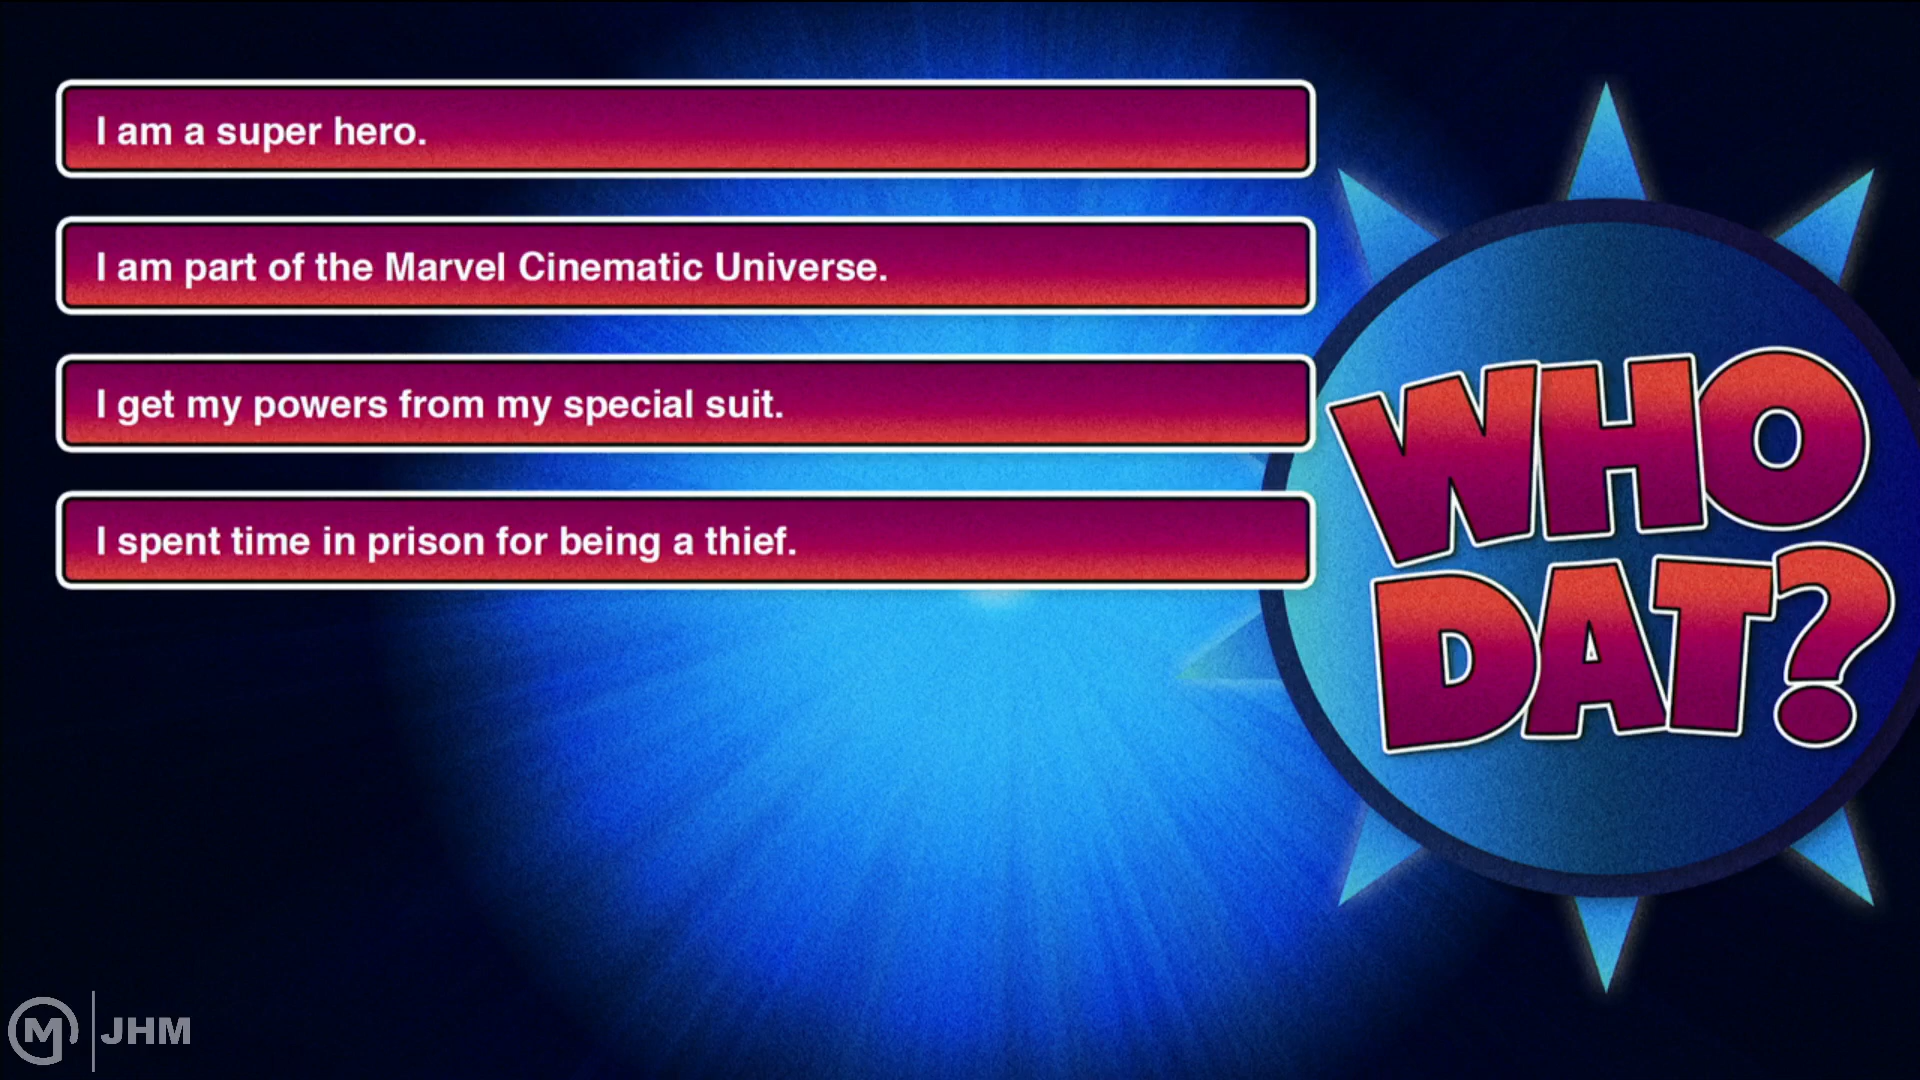 I am a super hero.
I am part of the Marvel Cinematic Universe.
I get my powers from my special suit.
I spent time in prison for being a thief.
WHO
DAT?
JHM